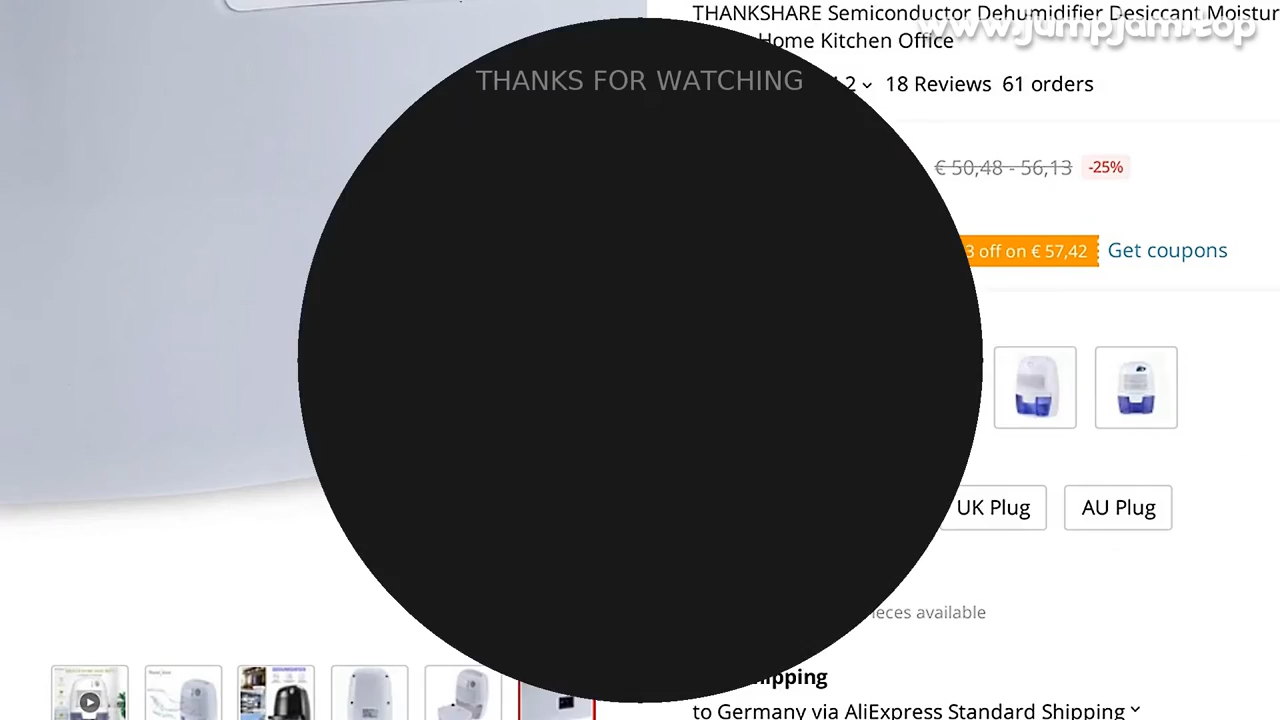 THANKSHARE Semiconductor Dehumidifier Desiccant Moistur
www.jumpjam.top
Home Kitchen Office
THANKS FOR WATCHING
2 18 Reviews 61 orders
€ 50,48 - 56,13 -25%
3 off on € 57,42 Get coupons
UK Plug AU Plug
ieces available
hipping
to Germany via AliExpress Standard Shipping